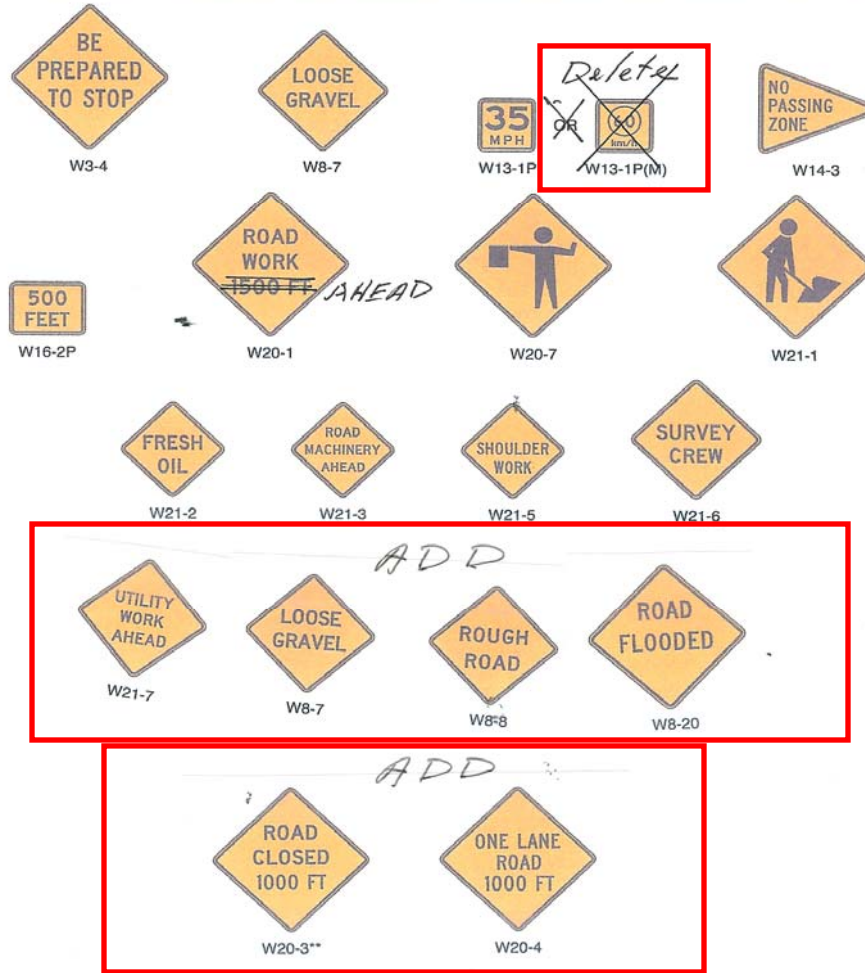 BE
PREPARED
TO STOP
W3-4
LOOSE
GRAVEL
W8-7
35
MPH
W13-1P
OR
Delete
60
km/h
W13-1P(M)
NO
PASSING
ZONE
W14-3
500
FEET
W16-2P
ROAD
WORK
1500 FT
AHEAD
W20-1
W20-7
W21-1
FRESH
OIL
W21-2
ROAD
MACHINERY
AHEAD
W21-3
SHOULDER
WORK
W21-5
SURVEY
CREW
W21-6
ADD
UTILITY
WORK
AHEAD
W21-7
LOOSE
GRAVEL
W8-7
ROUGH
ROAD
W8-8
ROAD
FLOODED
W8-20
ADD
ROAD
CLOSED
1000 FT
W20-3**
ONE LANE
ROAD
1000 FT
W20-4